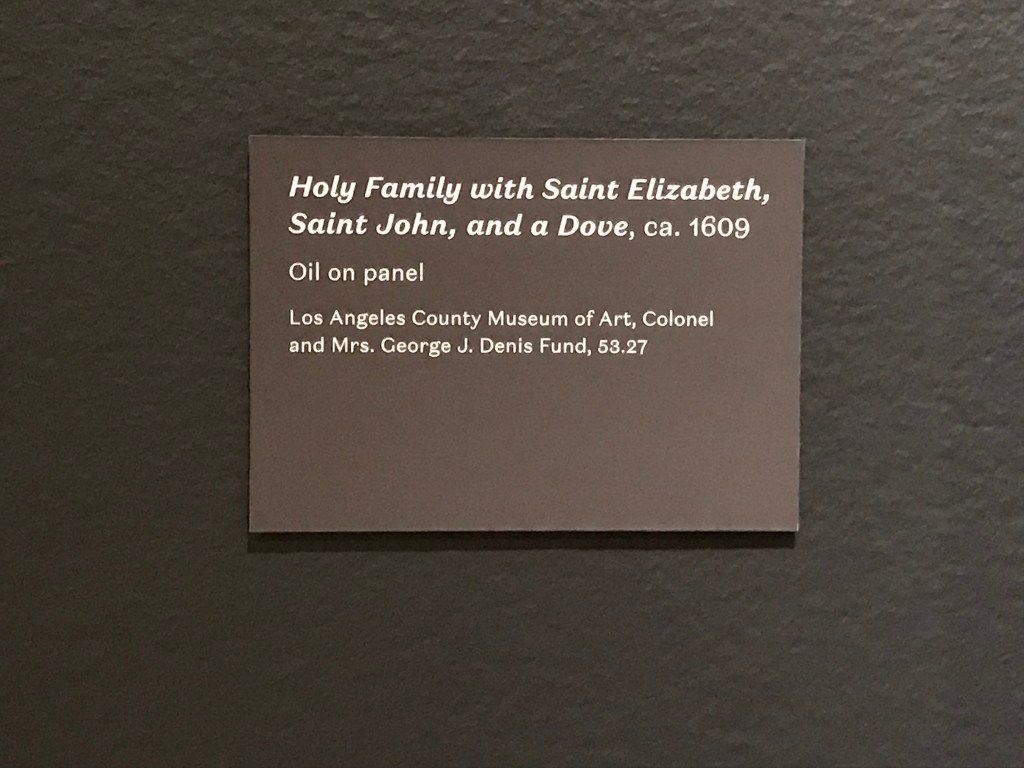 Holy Family with Saint Elizabeth,
Saint John, and a Dove, ca. 1609
Oil on panel
Los Angeles County Museum of Art, Colonel
and Mrs. George J. Denis Fund, 53.27